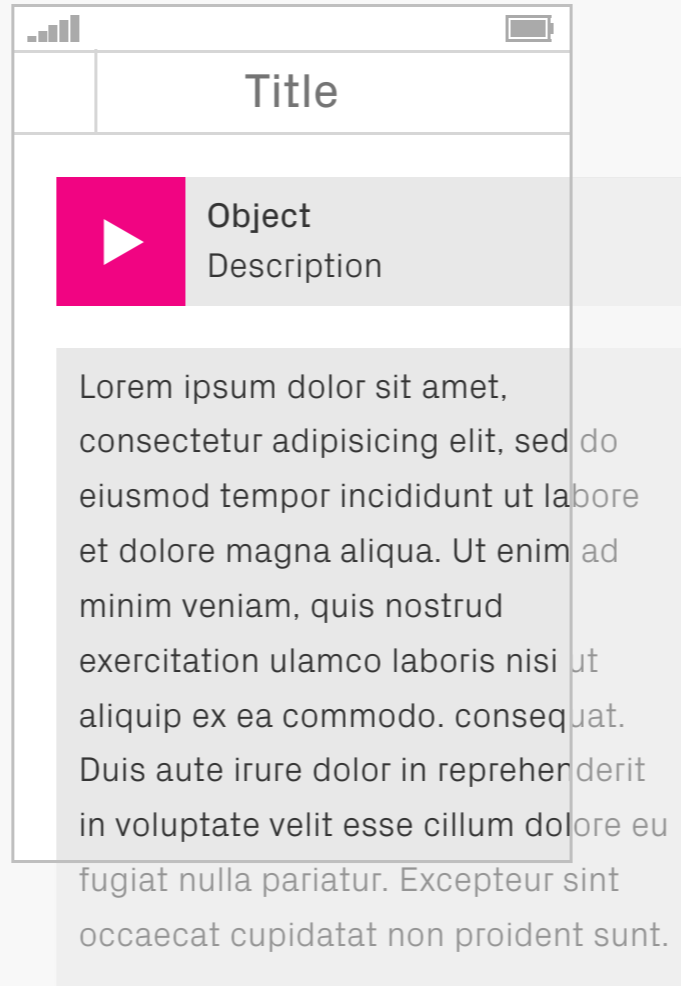 Title
Object
Description
Lorem ipsum dolor sit amet,
consectetur adipisicing elit, sed do
eiusmod tempor incididunt ut labore
et dolore magna aliqua. Ut enim ad
minim veniam, quis nostrud
exercitation ulamco laboris nisi ut
aliquip ex ea commodo. consequat.
Duis aute irure dolor in reprehenderit
in voluptate velit esse cillum dolore eu
fugiat nulla pariatur. Excepteur sint
occaecat cupidatat non proident sunt.